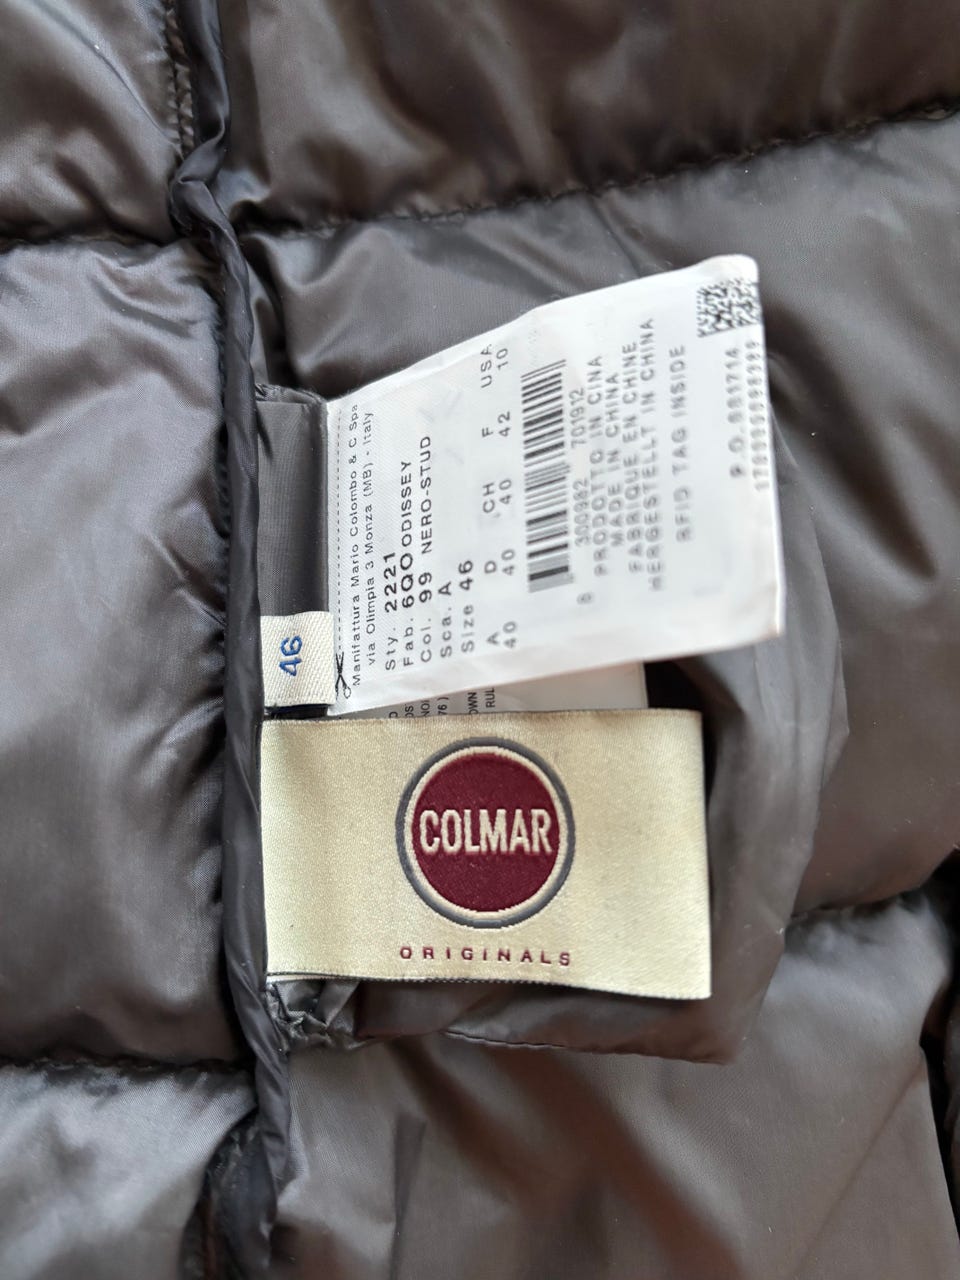 Manifattura Mario Colombo & C Spa
via Olimpia 3 Monza (MB) - Italy
Sty. 2221
Fab. 6QO ODISSEY
Col. 99 NERO-STUD
Sca. A
Size 46
A D CH F USA
40 40 40 42 10
300982 701912
PRODOTTO IN CINA
MADE IN CHINA
FABRIQUE EN CHINE
HERGESTELLT IN CHINA
RFID TAG INSIDE
P.O. 881714
46
COLMAR
ORIGINALS